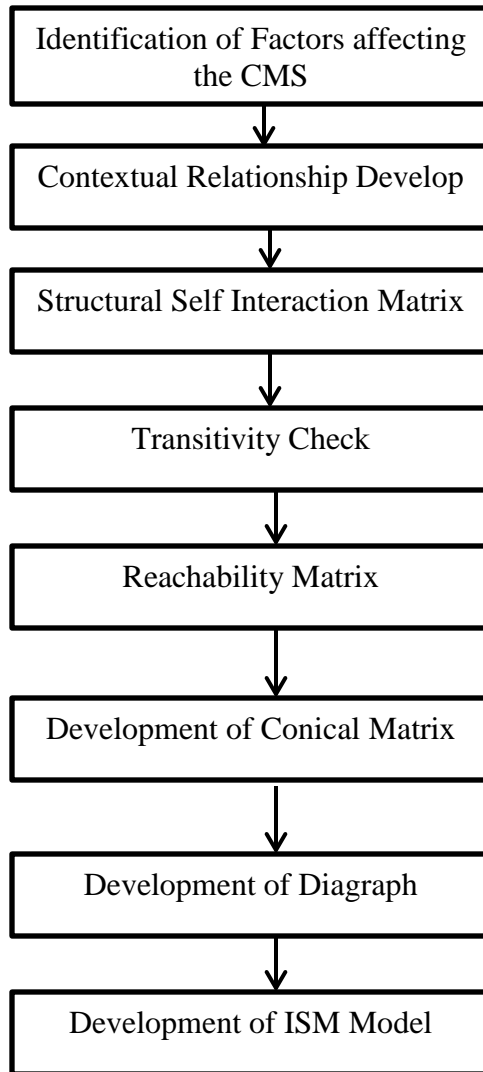 Identification of Factors affecting
the CMS
Contextual Relationship Develop
Structural Self Interaction Matrix
Transitivity Check
Reachability Matrix
Development of Conical Matrix
Development of Diagraph
Development of ISM Model